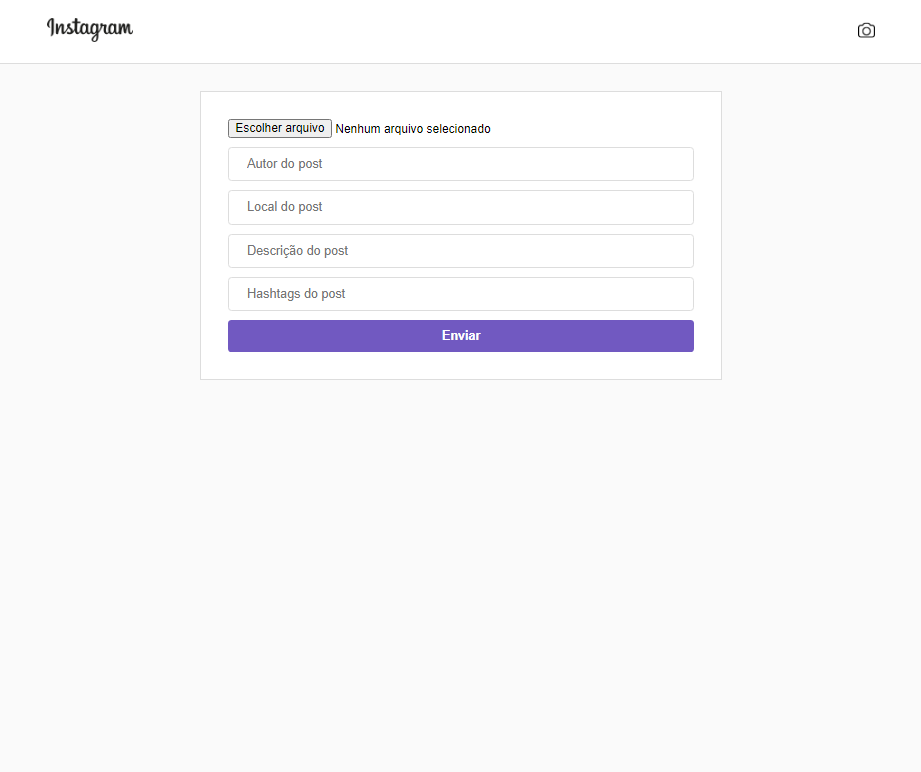 Instagram
Escolher arquivo Nenhum arquivo selecionado
Autor do post
Local do post
Descrição do post
Hashtags do post
Enviar